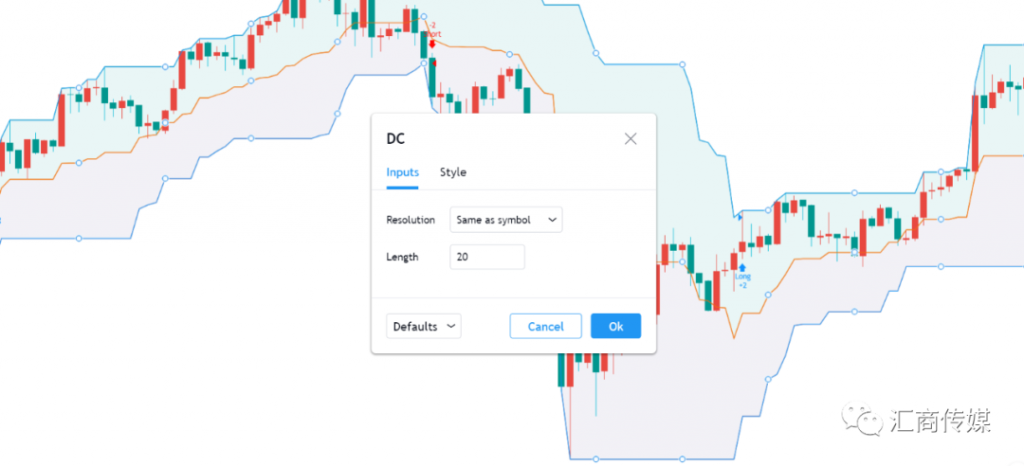 -2
short
DC
Inputs Style
Resolution Same as symbol
Length 20
Defaults Cancel Ok
Long
+2
汇商传媒